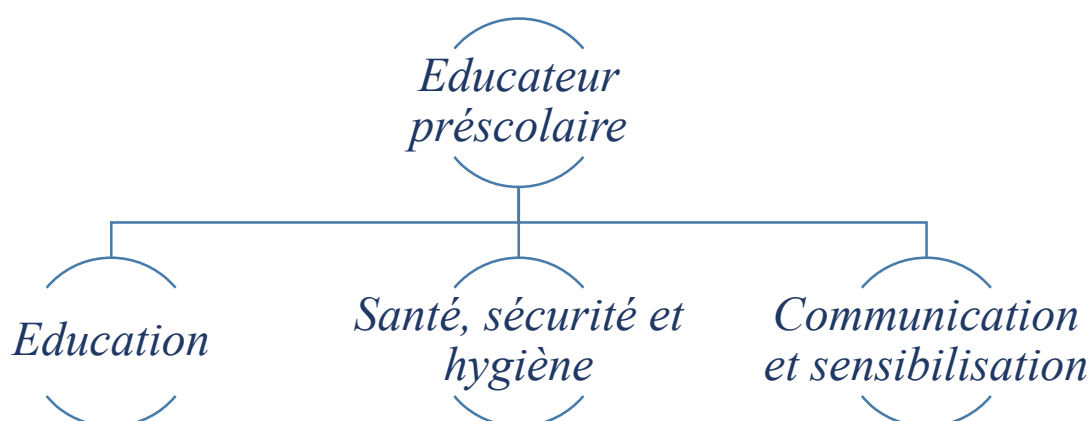 Educateur
préscolaire
Education
Santé, sécurité et
hygiène
Communication
et sensibilisation